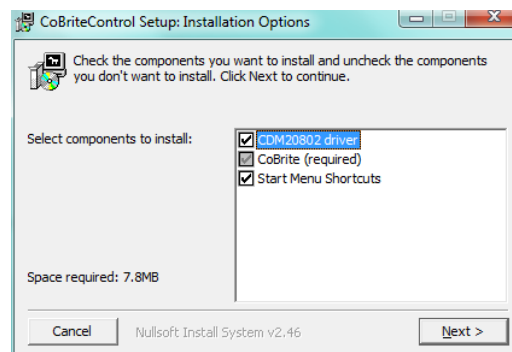 CoBriteControl Setup: Installation Options
Check the components you want to install and uncheck the components
you don't want to install. Click Next to continue.
Select components to install:
CDM20802 driver
CoBrite (required)
Start Menu Shortcuts
Space required: 7.8MB
Cancel
Nullsoft Install System v2.46
Next >